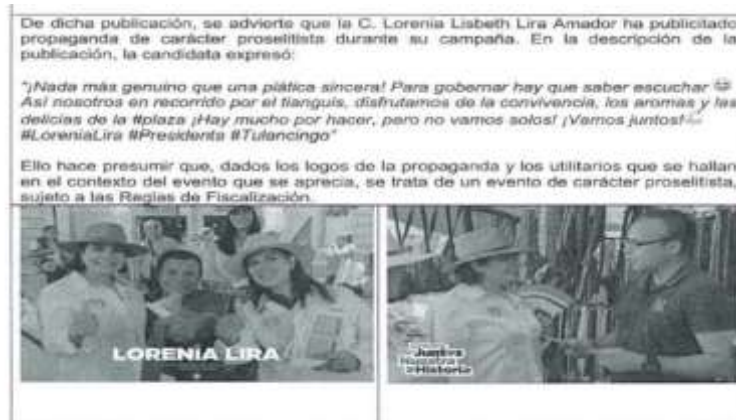 De dicha publicación, se advierte que la C. Lorenia Lisbeth Lira Amador ha publicitado
propaganda de carácter proselitista durante su campaña. En la descripción de la
publicación, la candidata expresó:
"¡Nada más genuino que una plática sincera! Para gobernar hay que saber escuchar
Así nosotros en recorrido por el tianguis, disfrutamos de la convivencia, los aromas y las
delicias de la #plaza ¡Hay mucho por hacer, pero no vamos solos! ¡Vamos juntos!
#LoreniaLira #Presidenta #Tulancingo"
Ello hace presumir que, dados los logos de la propaganda y los utilitarios que se hallan
en el contexto del evento que se aprecia, se trata de un evento de carácter proselitista,
sujeto a las Reglas de Fiscalización.
LORENIA LIRA
Historia